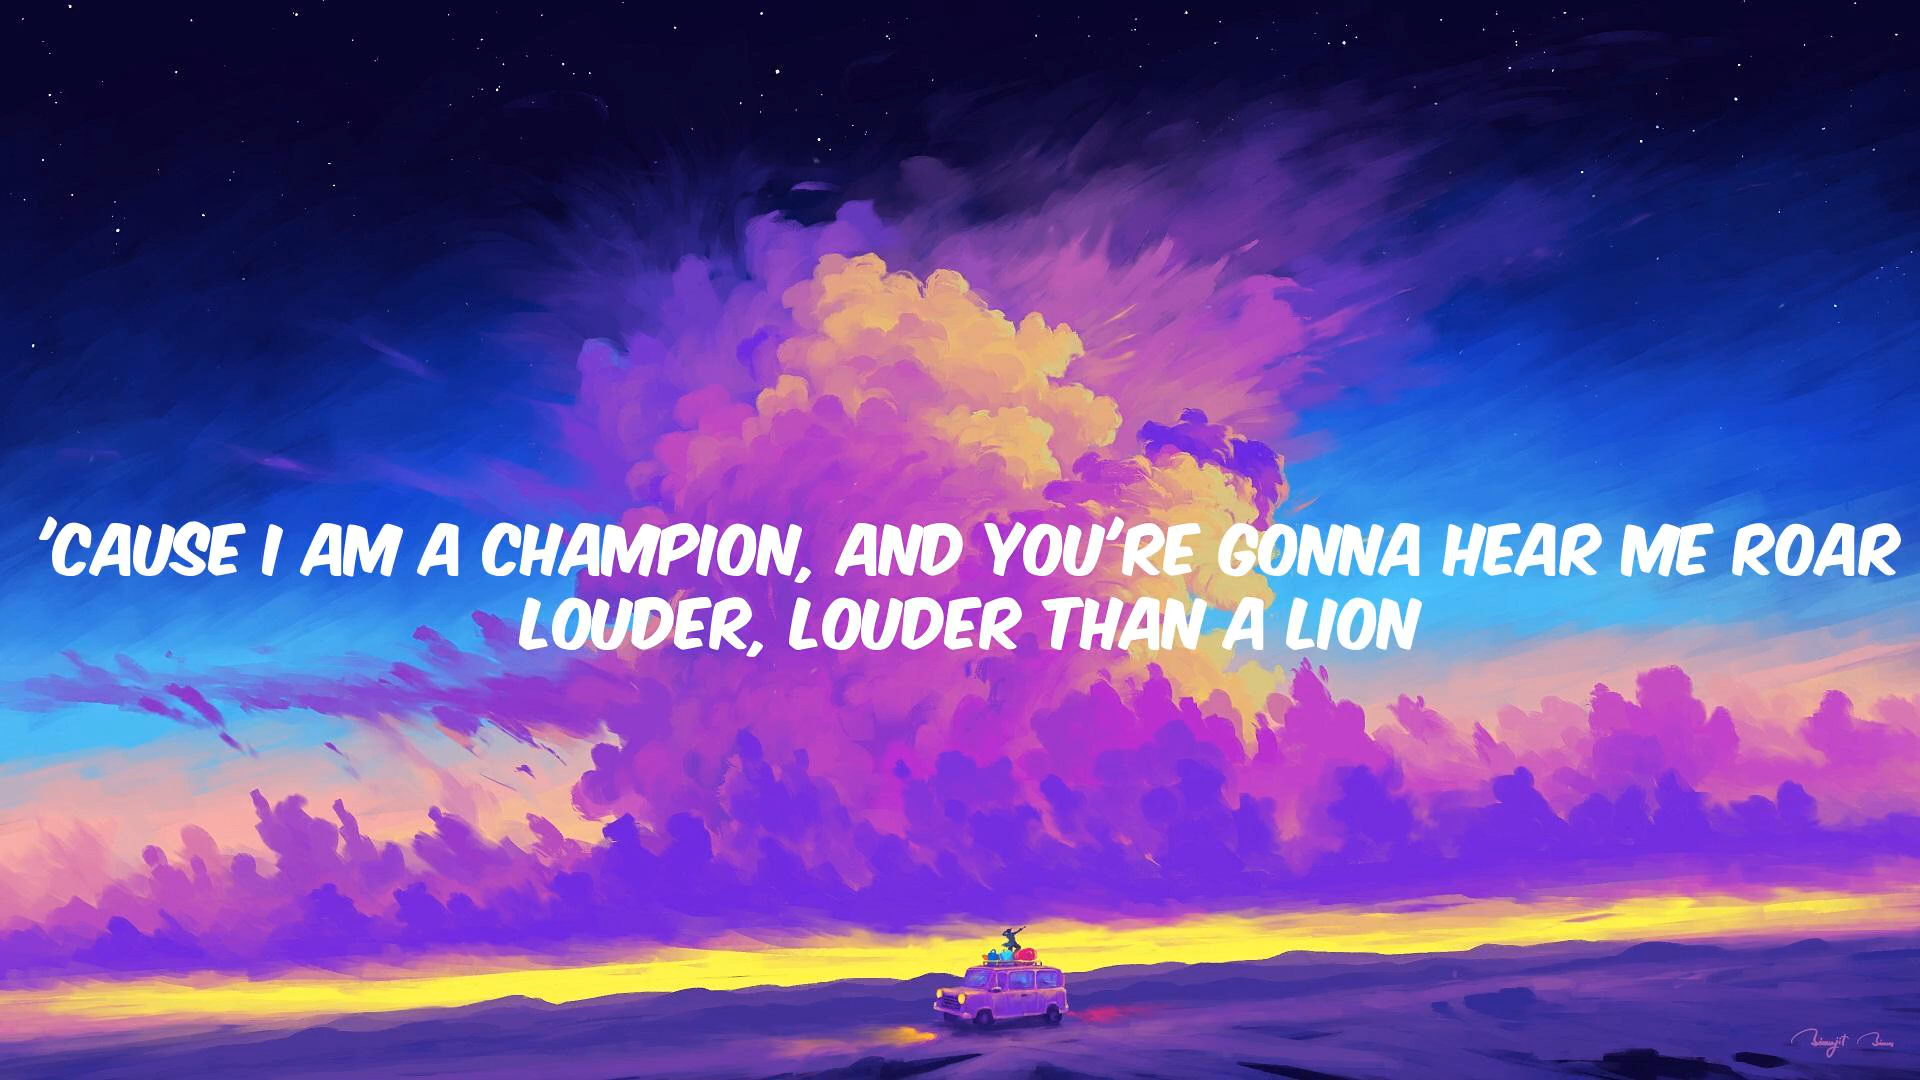 'CAUSE I AM A CHAMPION, AND YOU'RE GONNA HEAR ME ROAR
LOUDER, LOUDER THAN A LION